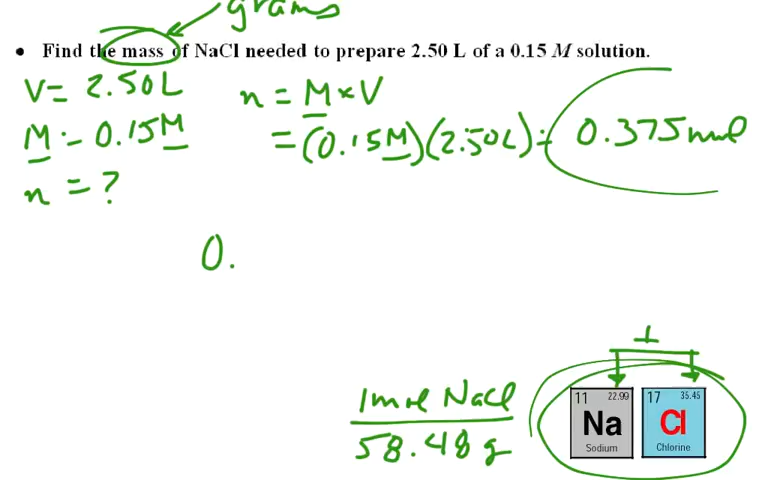 grams
• Find the mass of NaCl needed to prepare 2.50 L of a 0.15 M solution.
V = 2.50L
n = M × V
M = 0.15M
= (0.15M)(2.50L) = 0.375 mol
n = ?
0.
1 mol NaCl
58.48 g
11 22.99
Na
Sodium
17 35.45
Cl
Chlorine